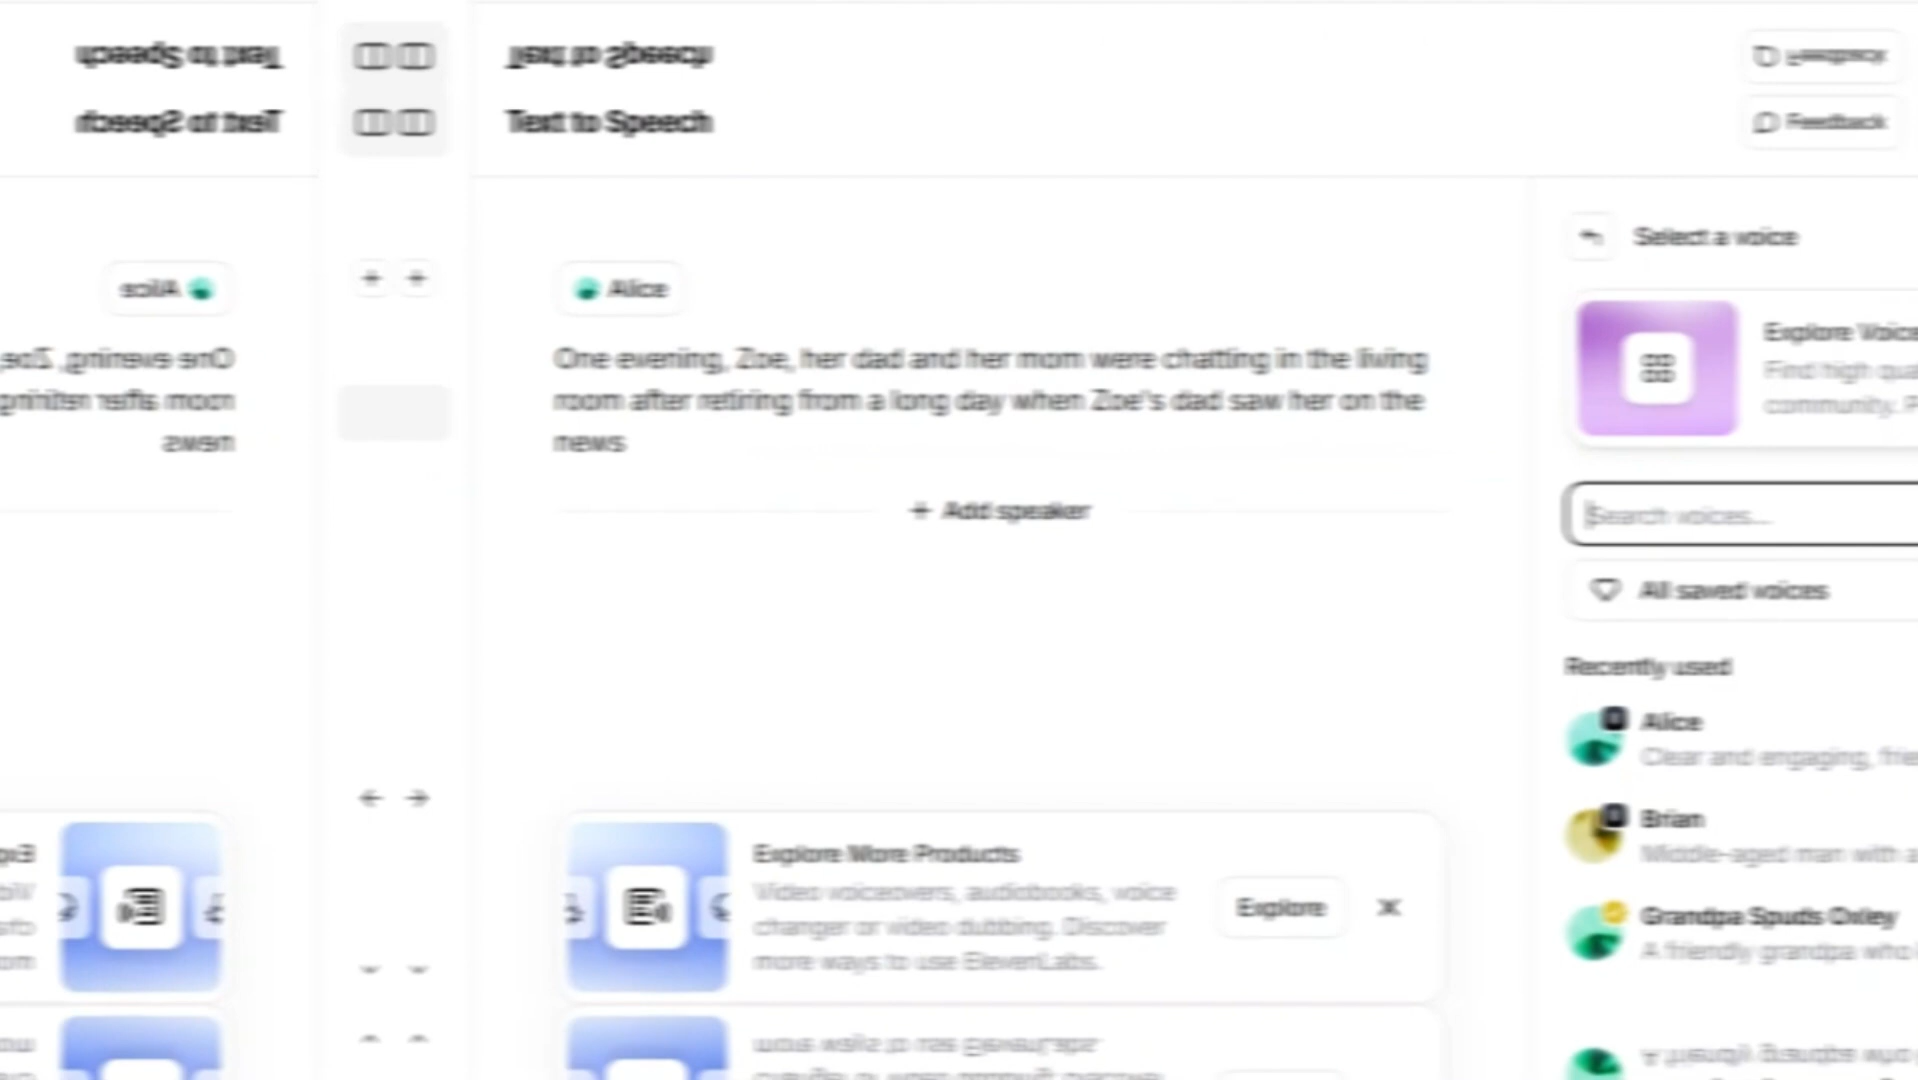 Text to Speech
Feedback
Alice
One evening, Zoe, her dad and her mom were chatting in the living
room after retiring from a long day when Zoe's dad saw her on the
news
+ Add speaker
Explore More Products
Video voiceovers, audiobooks, voice
changer or video dubbing. Discover
more ways to use ElevenLabs.
Explore
Select a voice
Explore Voice
Find high
community.
Search voices...
All saved voices
Recently used
Alice
Clear and engaging,
Brian
Middle-aged man with a
Grandpa Spuds Oxley
A friendly grandpa who